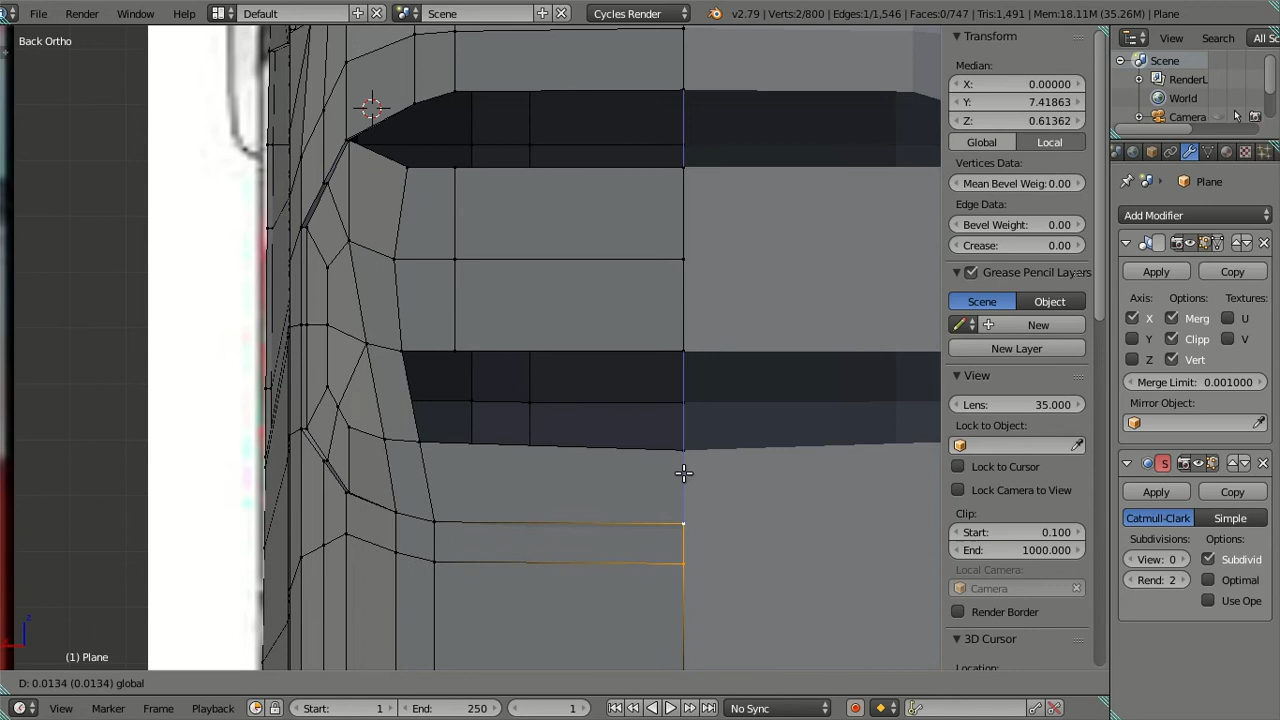 File Render Window Help Default Scene Cycles Render v2.79 | Verts:2/800 | Edges:1/1,546 | Faces:0/747 | Tris:1,491 | Mem:18.11M (35.26M) | Plane
Back Ortho
Transform
Median:
X: 0.00000
Y: 7.41863
Z: 0.61362
Global Local
Vertices Data:
Mean Bevel Weig: 0.00
Edge Data:
Bevel Weight: 0.00
Crease: 0.00
Grease Pencil Layers
Scene Object
New
New Layer
View
Lens: 35.000
Lock to Object:
Lock to Cursor
Lock Camera to View
Clip:
Start: 0.100
End: 1000.000
Local Camera:
Camera
Render Border
3D Cursor
Location:
View Search All Sc
Scene
RenderL
World
Camera
Plane
Add Modifier
Apply Copy
Axis: Options: Textures:
X Merg U
Y Clipp V
Z Vert
Merge Limit: 0.001000
Mirror Object:
S
Apply Copy
Catmull-Clark Simple
Subdivisions: Options:
View: 0 Subdivid
Rend: 2 Optimal
Use Ope
z
(1) Plane
D: 0.0134 (0.0134) global
View Marker Frame Playback Start: 1 End: 250 1 No Sync